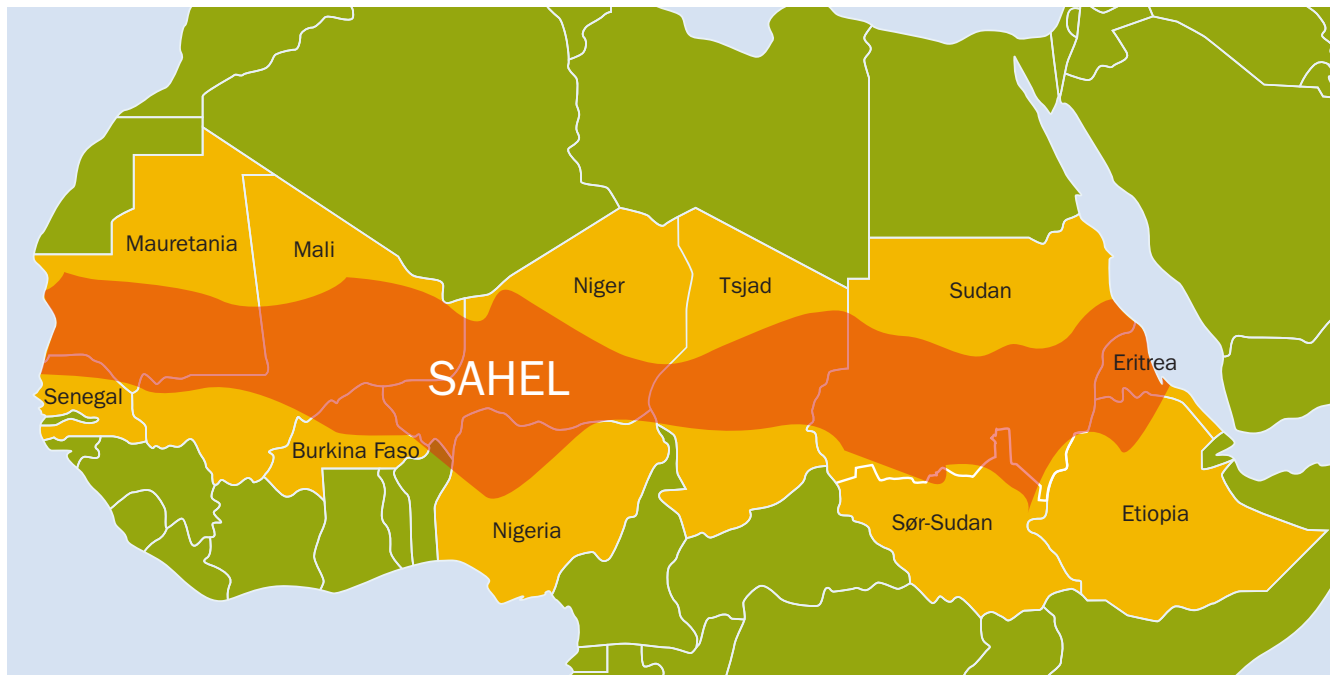 Mauretania
Mali
Niger
Tsjad
Sudan
Eritrea
SAHEL
Senegal
Burkina Faso
Nigeria
Sør-Sudan
Etiopia